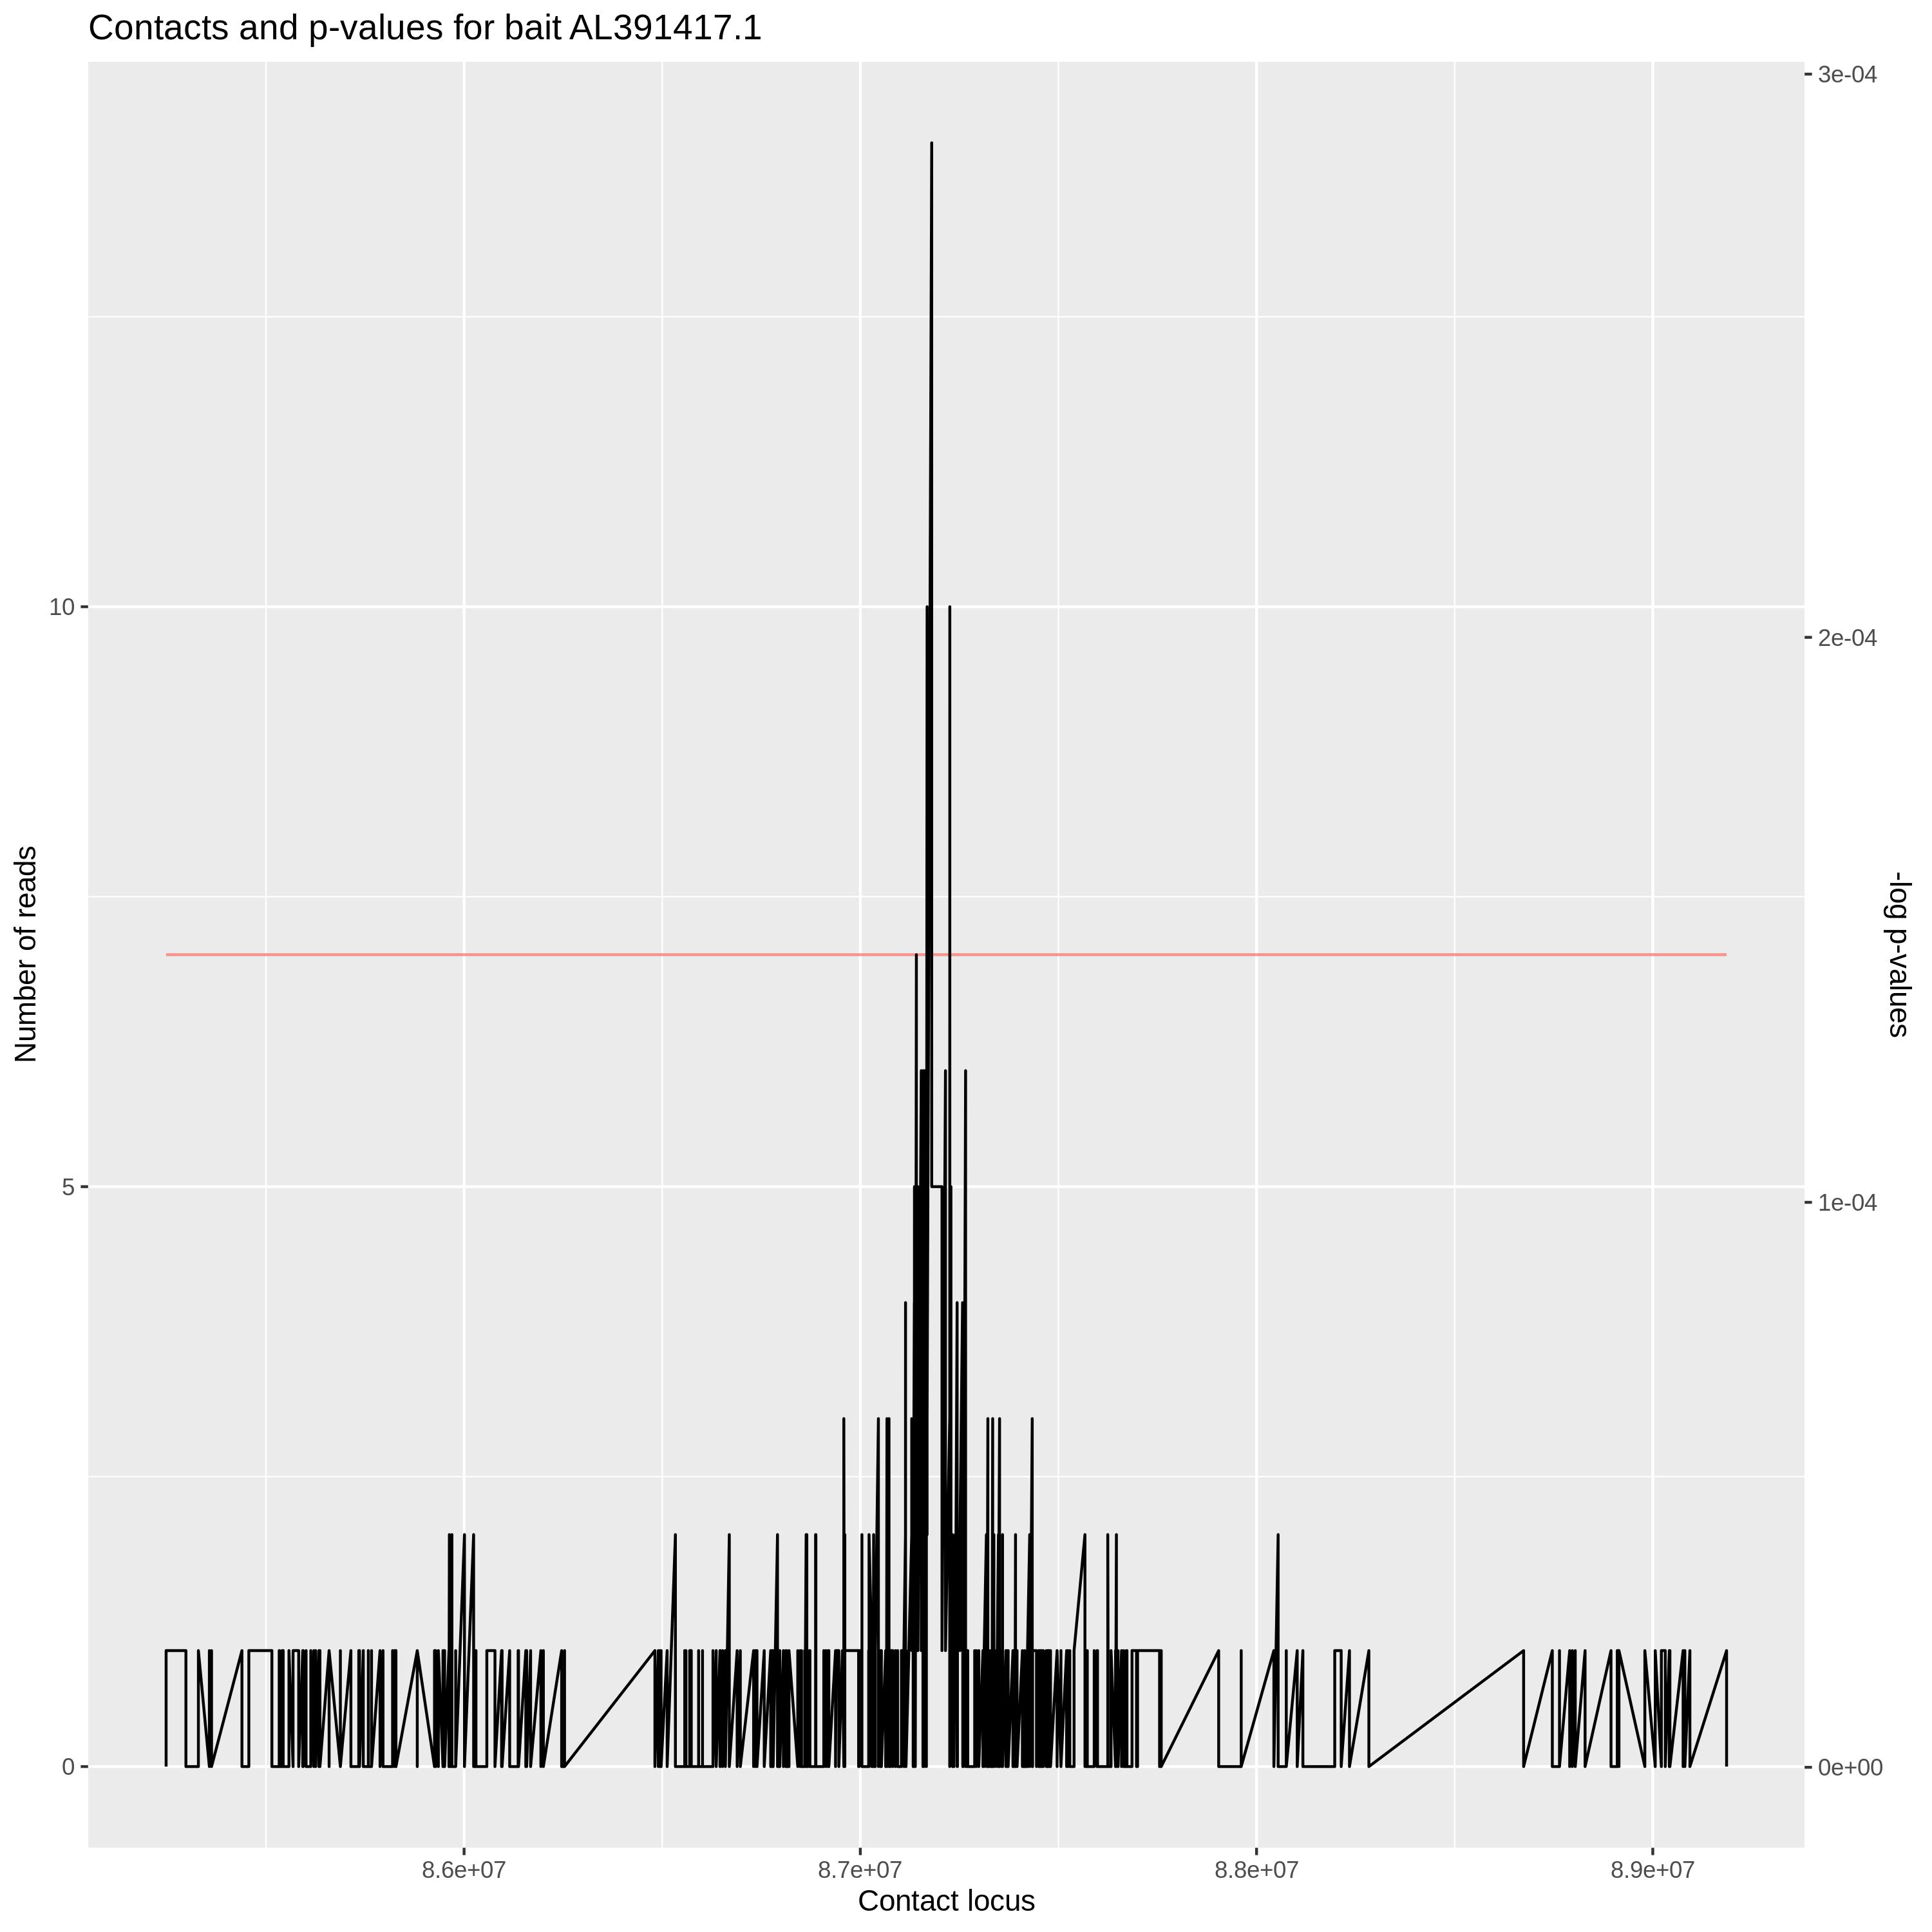 Contacts and p-values for bait AL391417.1
3e-04
10
2e-04
Number of reads
-log p-values
5
1e-04
0
0e+00
8.6e+07
8.7e+07
8.8e+07
8.9e+07
Contact locus